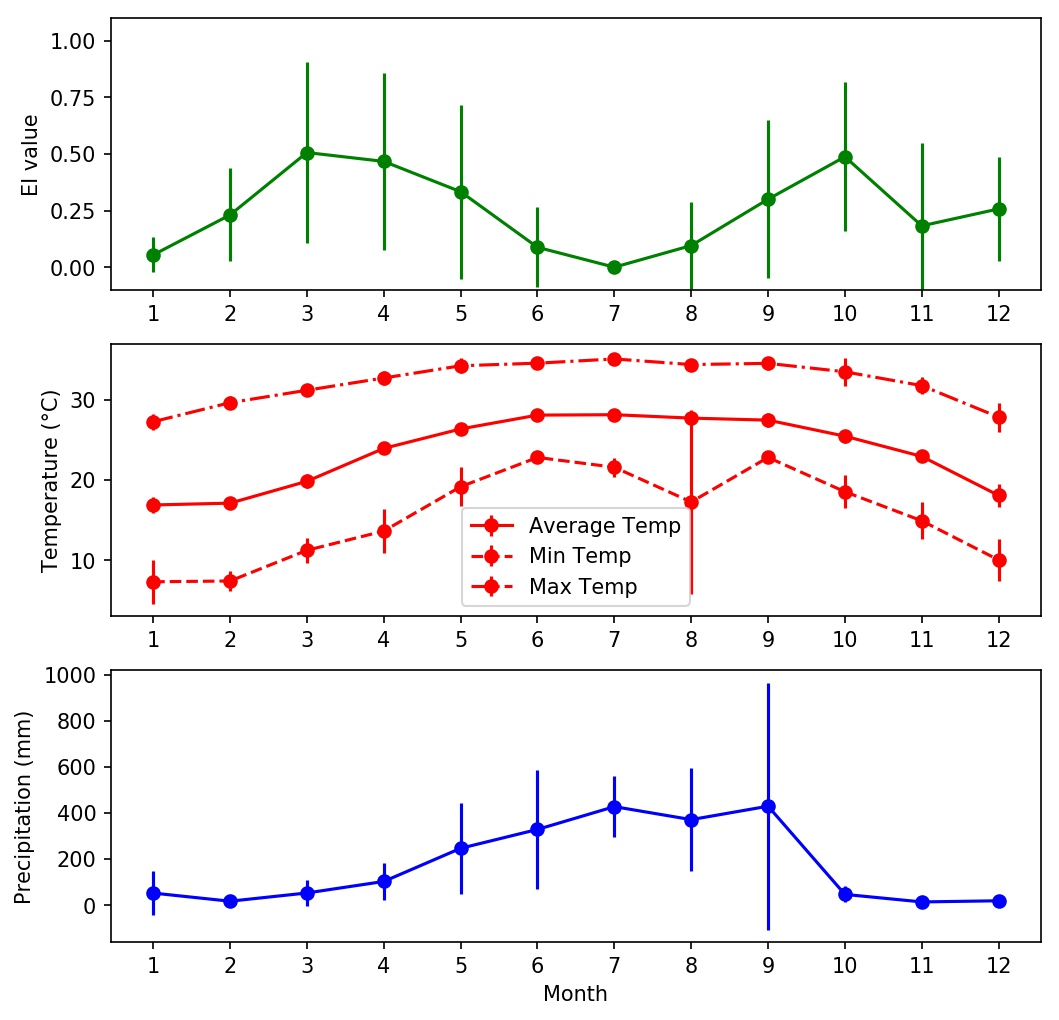 EI value
1.00
0.75
0.50
0.25
0.00
1 2 3 4 5 6 7 8 9 10 11 12
Temperature (°C)
30
20
10
Average Temp
Min Temp
Max Temp
1 2 3 4 5 6 7 8 9 10 11 12
Precipitation (mm)
1000
800
600
400
200
0
1 2 3 4 5 6 7 8 9 10 11 12
Month